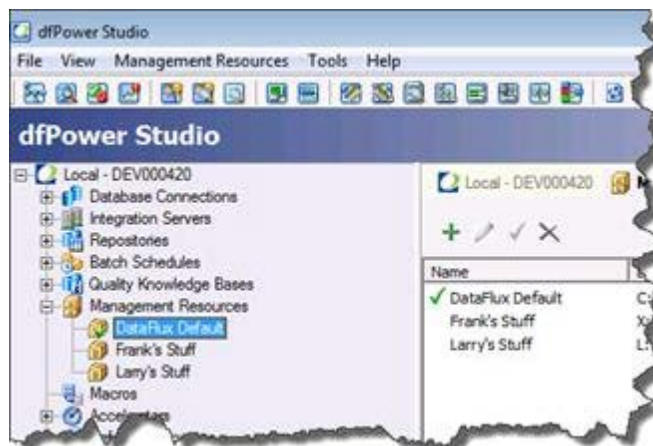 dfPower Studio
File View Management Resources Tools Help
dfPower Studio
Local - DEV000420
Database Connections
Integration Servers
Repositories
Batch Schedules
Quality Knowledge Bases
Management Resources
DataFlux Default
Frank's Stuff
Larry's Stuff
Macros
Accelerators
Local - DEV000420 M
Name
DataFlux Default C:
Frank's Stuff X:
Larry's Stuff L: